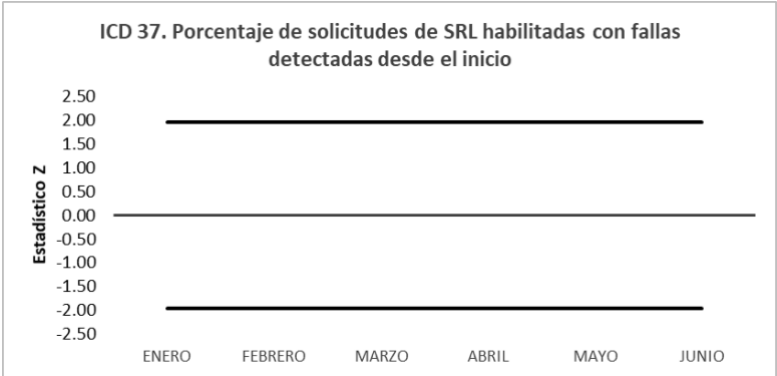 ICD 37. Porcentaje de solicitudes de SRL habilitadas con fallas
detectadas desde el inicio
Estadístico Z
2.50
2.00
1.50
1.00
0.50
0.00
-0.50
-1.00
-1.50
-2.00
-2.50
ENERO FEBRERO MARZO ABRIL MAYO JUNIO